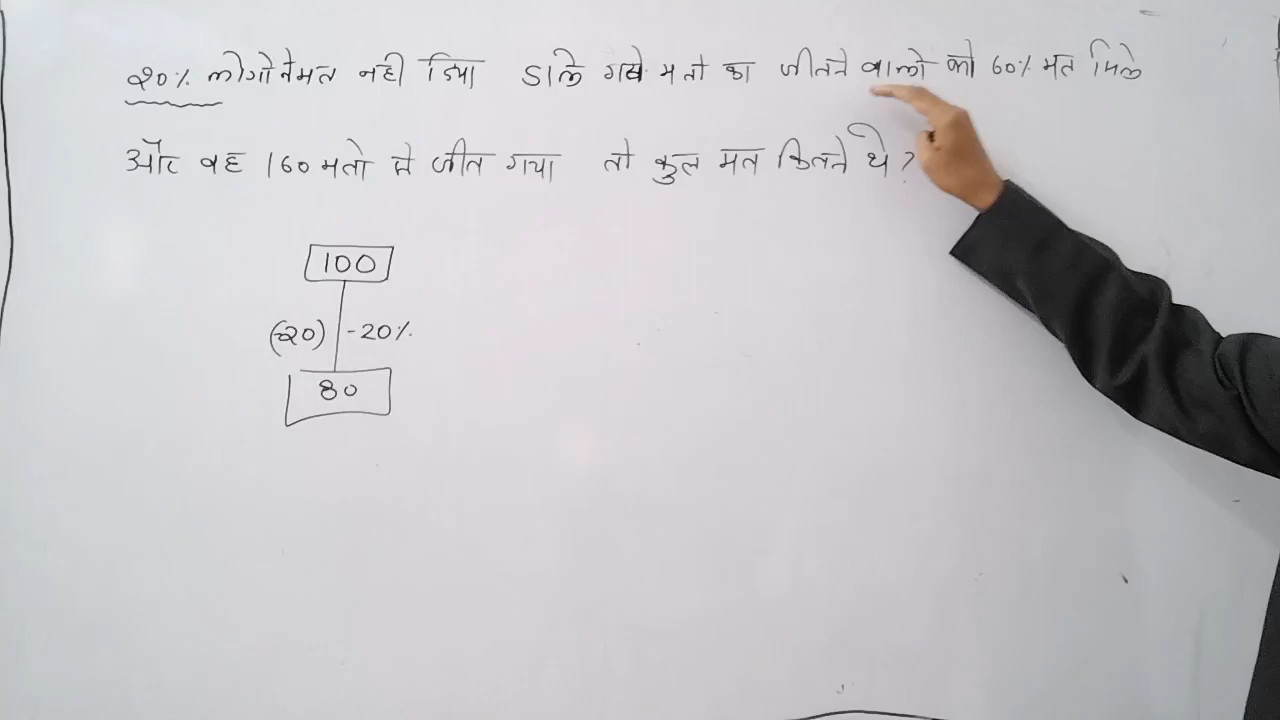 20% लोगो ने मत नही दिया डाले गये मतो का जीतने वालो को 60% मत मिले
और वह 160 मतो से जीत गया तो कुल मत कितने थे ?
100
(-20) -20%
80